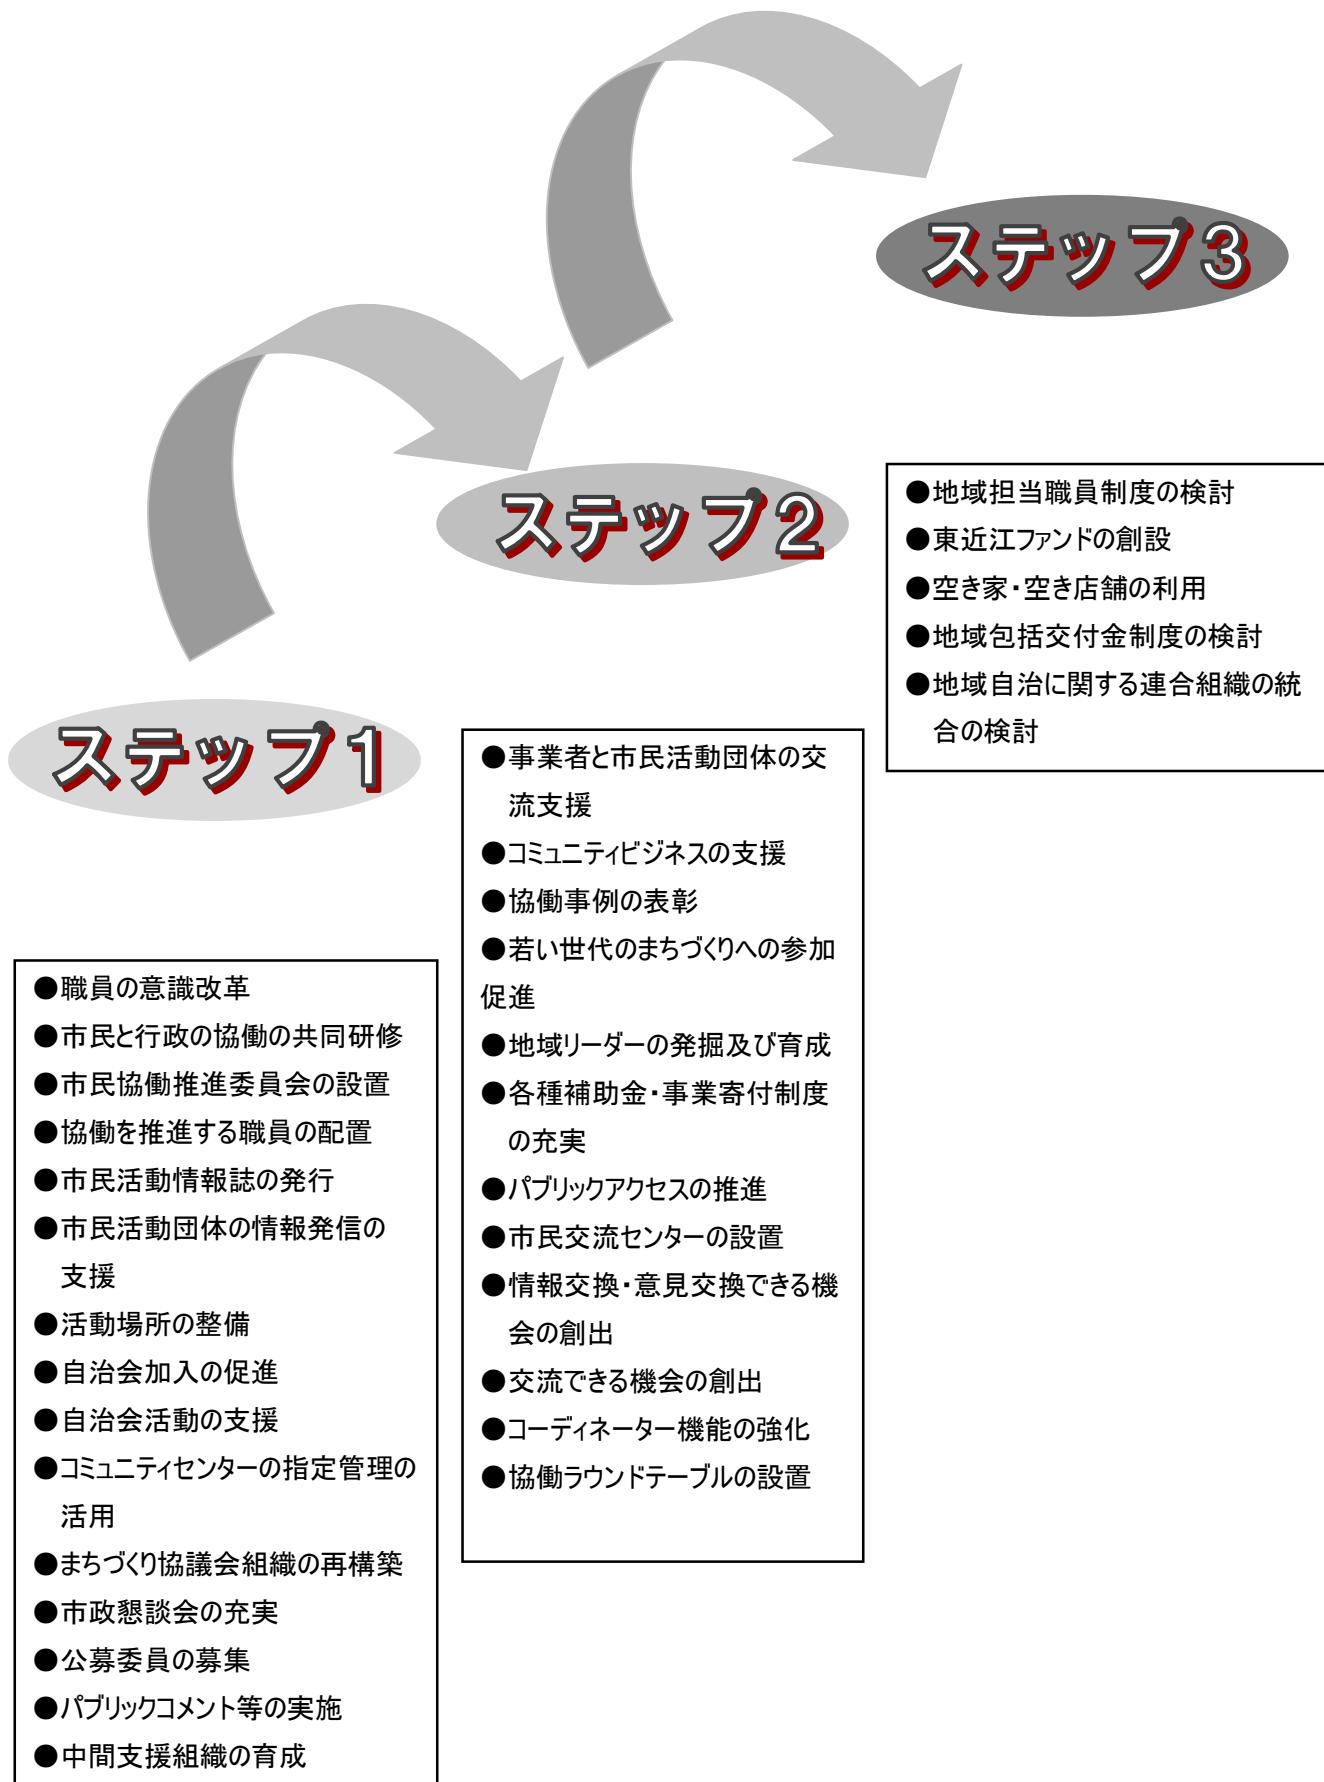 ステップ1
●職員の意識改革
●市民と行政の協働の共同研修
●市民協働推進委員会の設置
●協働を推進する職員の配置
●市民活動情報誌の発行
●市民活動団体の情報発信の
支援
●活動場所の整備
●自治会加入の促進
●自治会活動の支援
●コミュニティセンターの指定管理の
活用
●まちづくり協議会組織の再構築
●市政懇談会の充実
●公募委員の募集
●パブリックコメント等の実施
●中間支援組織の育成
ステップ2
●事業者と市民活動団体の交
流支援
●コミュニティビジネスの支援
●協働事例の表彰
●若い世代のまちづくりへの参加
促進
●地域リーダーの発掘及び育成
●各種補助金・事業寄付制度
の充実
●パブリックアクセスの推進
●市民交流センターの設置
●情報交換・意見交換できる機
会の創出
●交流できる機会の創出
●コーディネーター機能の強化
●協働ラウンドテーブルの設置
ステップ3
●地域担当職員制度の検討
●東近江ファンドの創設
●空き家・空き店舗の利用
●地域包括交付金制度の検討
●地域自治に関する連合組織の統
合の検討